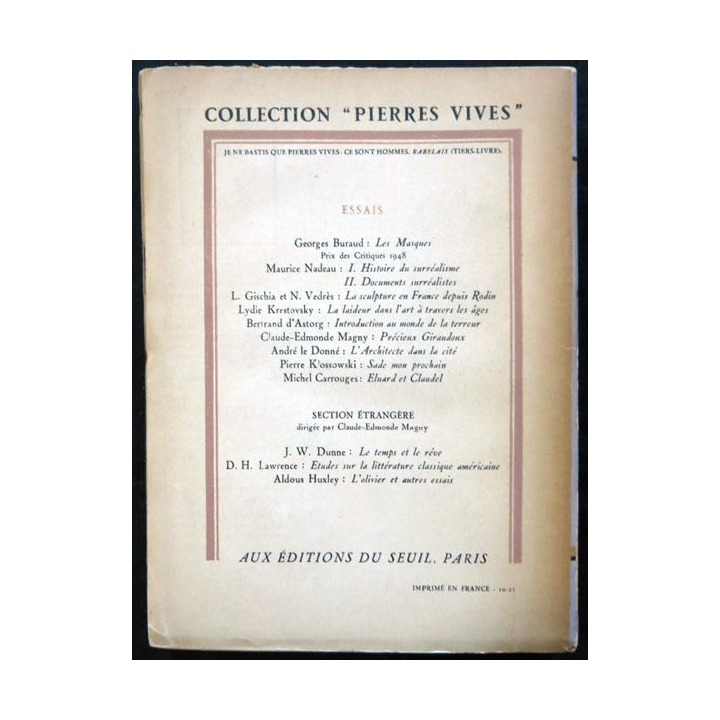 COLLECTION "PIERRES VIVES"
JE NE BASTIS QUE PIERRES VIVES: CE SONT HOMMES. RABELAIS (TIERS-LIVRE).
ESSAIS
Georges Buraud : Les Masques
Prix des Critiques 1948
Maurice Nadeau : I. Histoire du surréalisme
II. Documents surréalistes
L. Gischia et N. Vedrès : La sculpture en France depuis Rodin
Lydie Krestovsky : La laideur dans l'art à travers les âges
Bertrand d'Astorg : Introduction au monde de la terreur
Claude-Edmonde Magny : Précieux Giraudoux
André le Donné : L'Architecte dans la cité
Pierre Klossowski : Sade mon prochain
Michel Carrouges : Eluard et Claudel
SECTION ÉTRANGÈRE
dirigée par Claude-Edmonde Magny
J. W. Dunne : Le temps et le rêve
D. H. Lawrence : Etudes sur la littérature classique américaine
Aldous Huxley : L'olivier et autres essais
AUX ÉDITIONS DU SEUIL, PARIS
IMPRIMÉ EN FRANCE -